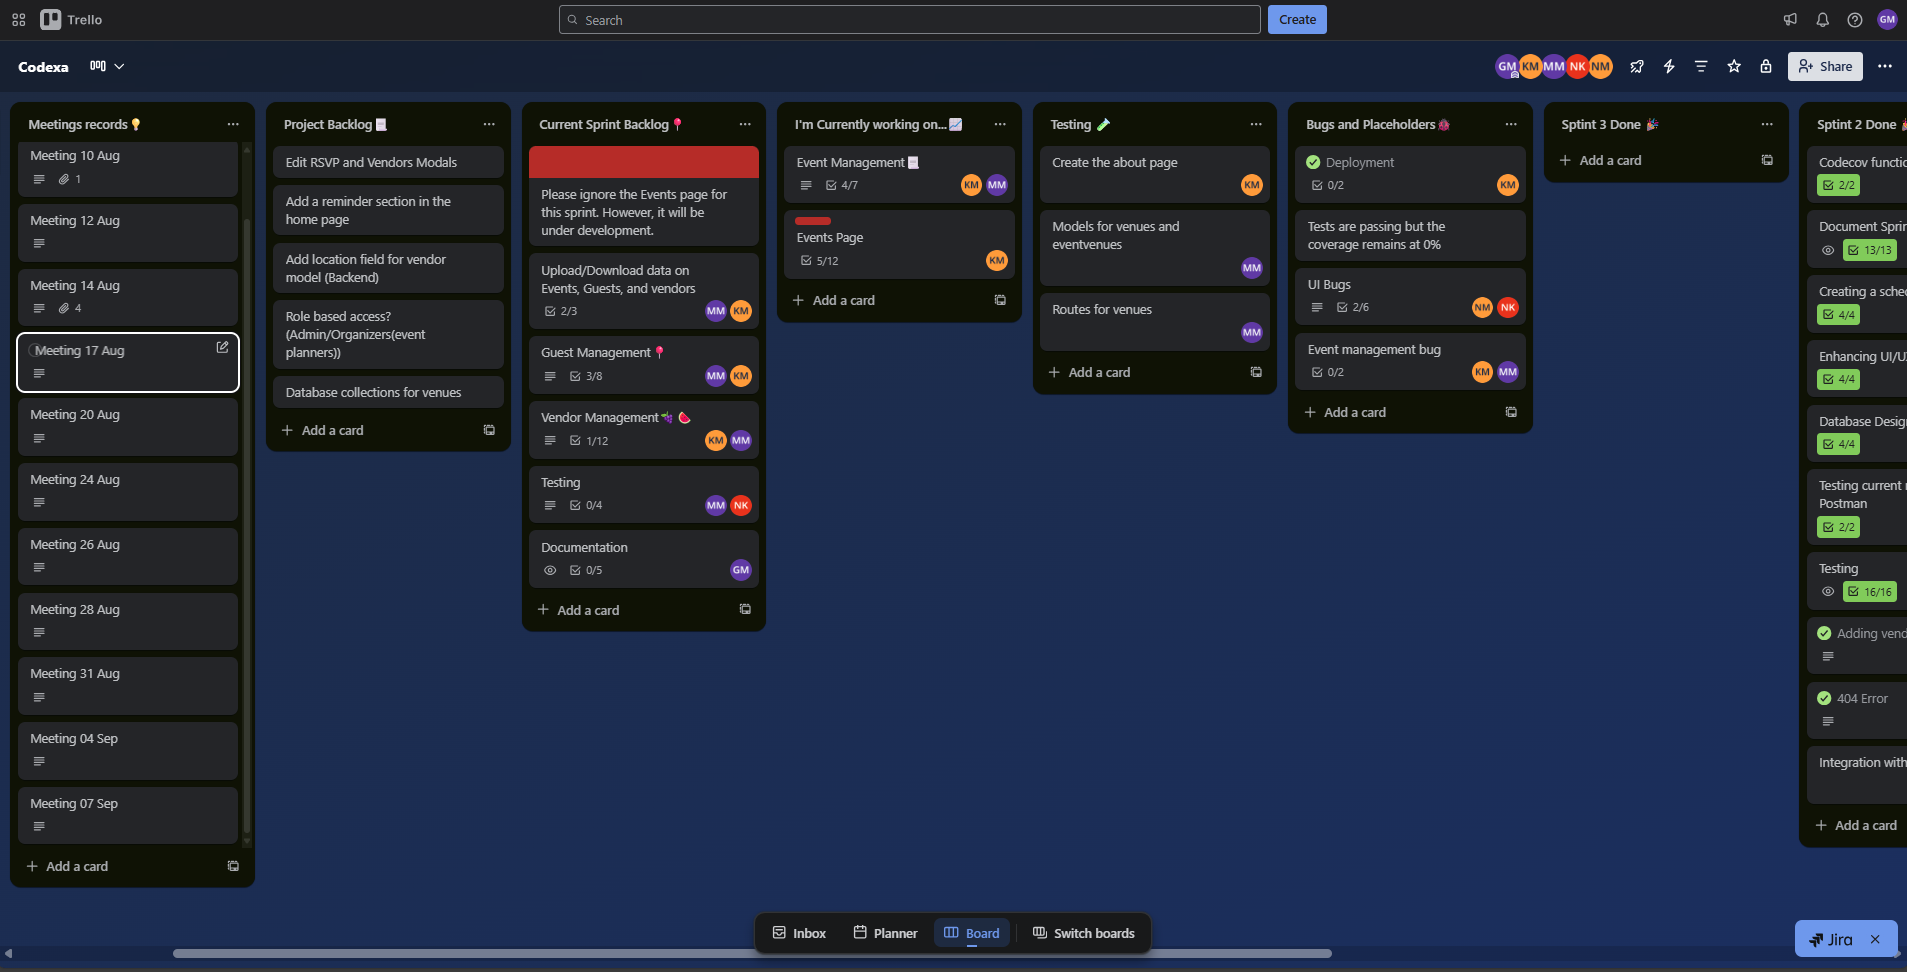 Trello
Search
Create
GM
Codexa
GM
KM
MM
NK
NM
Share
Meetings records
Meeting 10 Aug
1
Meeting 12 Aug
Meeting 14 Aug
4
Meeting 17 Aug
Meeting 20 Aug
Meeting 24 Aug
Meeting 26 Aug
Meeting 28 Aug
Meeting 31 Aug
Meeting 04 Sep
Meeting 07 Sep
Add a card
Project Backlog
Edit RSVP and Vendors Modals
Add a reminder section in the
home page
Add location field for vendor
model (Backend)
Role based access?
(Admin/Organizers(event
planners))
Database collections for venues
Add a card
Current Sprint Backlog
Please ignore the Events page for
this sprint. However, it will be
under development.
Upload/Download data on
Events, Guests, and vendors
2/3
MM
KM
Guest Management
3/8
MM
KM
Vendor Management
1/12
KM
MM
Testing
0/4
MM
NK
Documentation
0/5
GM
Add a card
I'm Currently working on...
Event Management
4/7
KM
MM
Events Page
5/12
KM
Add a card
Testing
Create the about page
KM
Models for venues and
eventvenues
MM
Routes for venues
MM
Add a card
Bugs and Placeholders
Deployment
0/2
KM
Tests are passing but the
coverage remains at 0%
UI Bugs
2/6
NM
NK
Event management bug
0/2
KM
MM
Add a card
Sptint 3 Done
Add a card
Sptint 2 Done
Codecov functio
2/2
Document Sprin
13/13
Creating a sched
4/4
Enhancing UI/UX
4/4
Database Design
4/4
Testing current r
Postman
2/2
Testing
16/16
Adding vend
404 Error
Integration with
Add a card
Inbox
Planner
Board
Switch boards
Jira